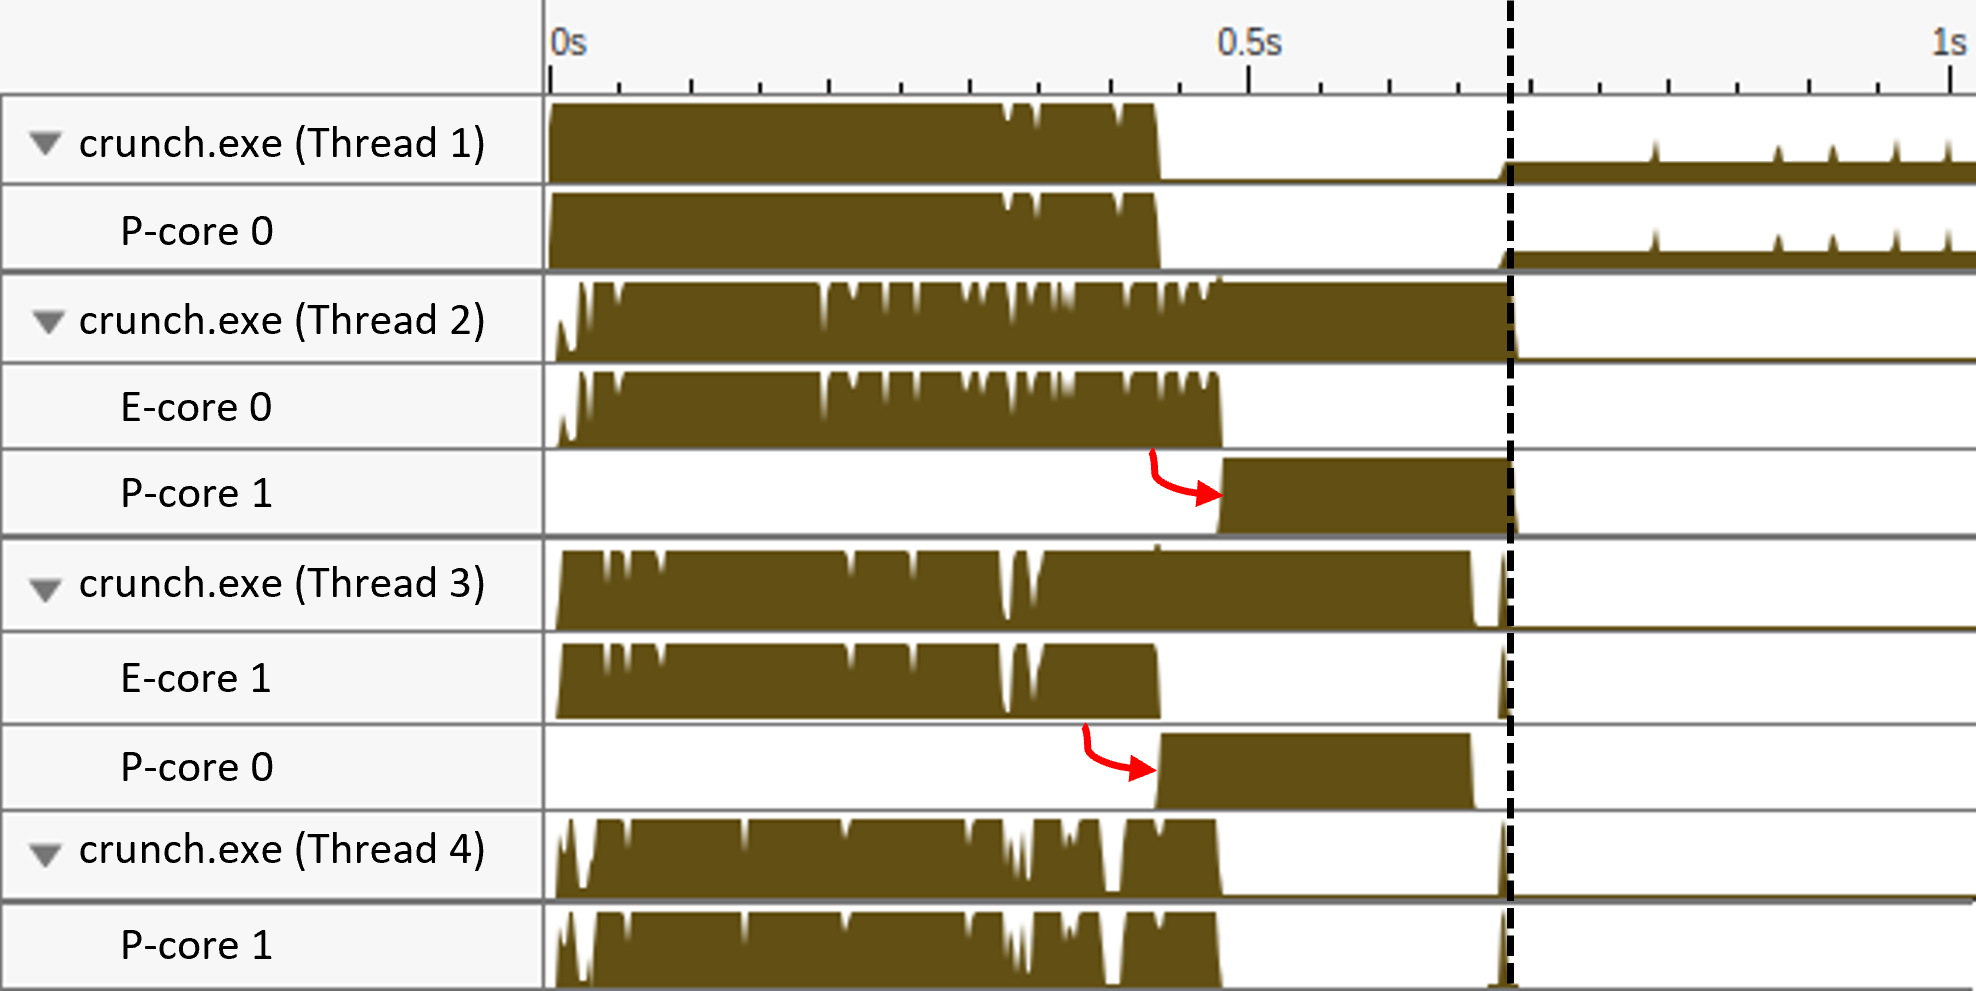 0s 0.5s 1s
crunch.exe (Thread 1)
P-core 0
crunch.exe (Thread 2)
E-core 0
P-core 1
crunch.exe (Thread 3)
E-core 1
P-core 0
crunch.exe (Thread 4)
P-core 1